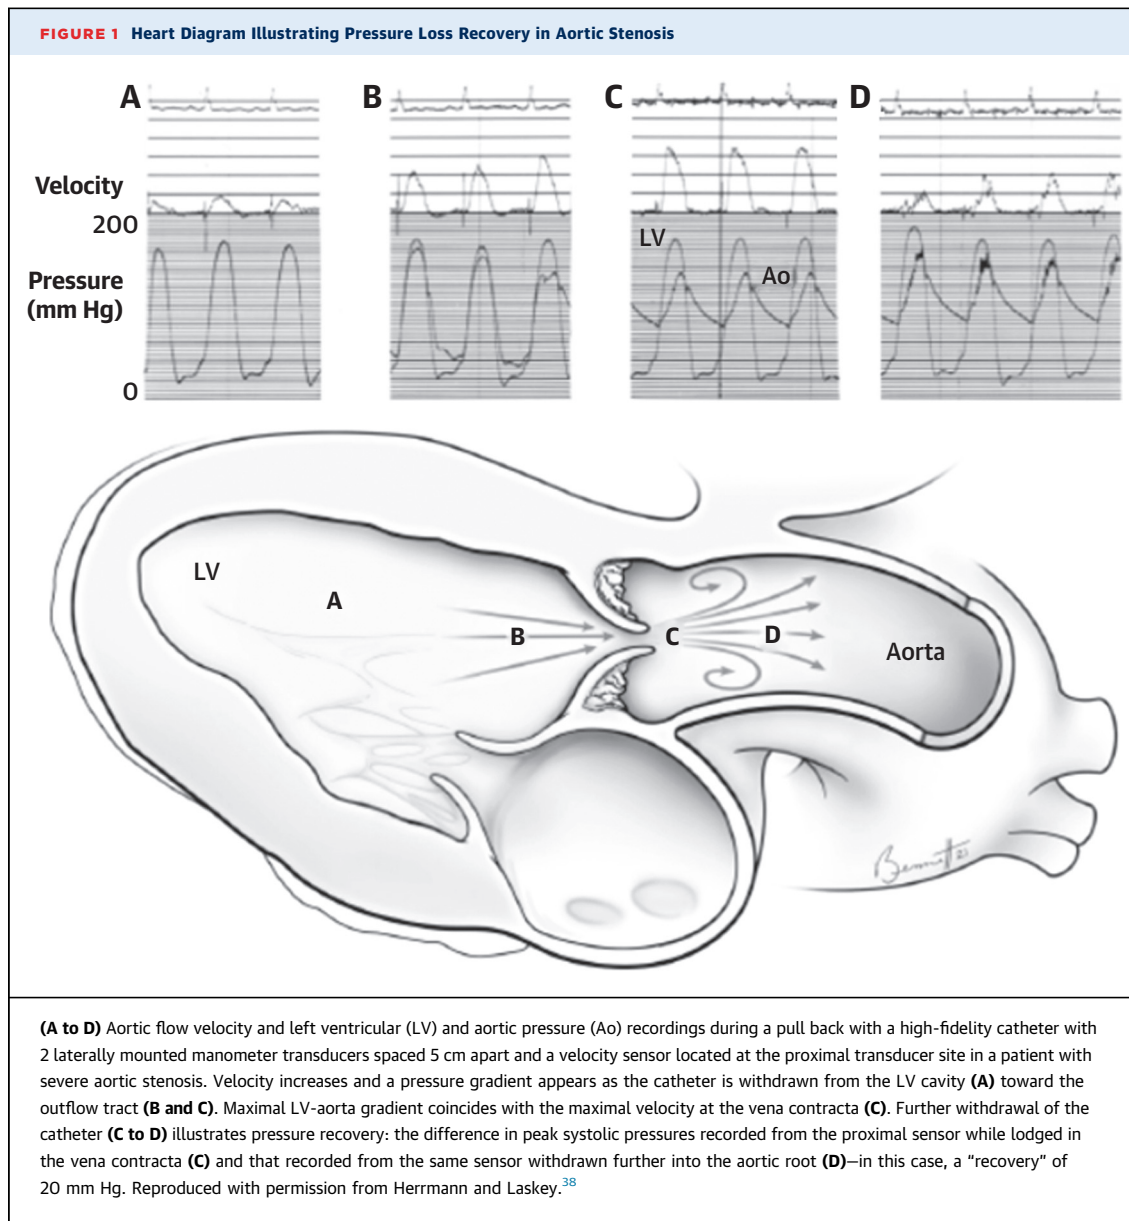 FIGURE 1 Heart Diagram Illustrating Pressure Loss Recovery in Aortic Stenosis
A B C D
Velocity
200
LV
Ao
Pressure
(mm Hg)
0
LV
A
B
C
D
Aorta
Bennett 21
(A to D) Aortic flow velocity and left ventricular (LV) and aortic pressure (Ao) recordings during a pull back with a high-fidelity catheter with
2 laterally mounted manometer transducers spaced 5 cm apart and a velocity sensor located at the proximal transducer site in a patient with
severe aortic stenosis. Velocity increases and a pressure gradient appears as the catheter is withdrawn from the LV cavity (A) toward the
outflow tract (B and C). Maximal LV-aorta gradient coincides with the maximal velocity at the vena contracta (C). Further withdrawal of the
catheter (C to D) illustrates pressure recovery: the difference in peak systolic pressures recorded from the proximal sensor while lodged in
the vena contracta (C) and that recorded from the same sensor withdrawn further into the aortic root (D)—in this case, a “recovery” of
20 mm Hg. Reproduced with permission from Herrmann and Laskey.38